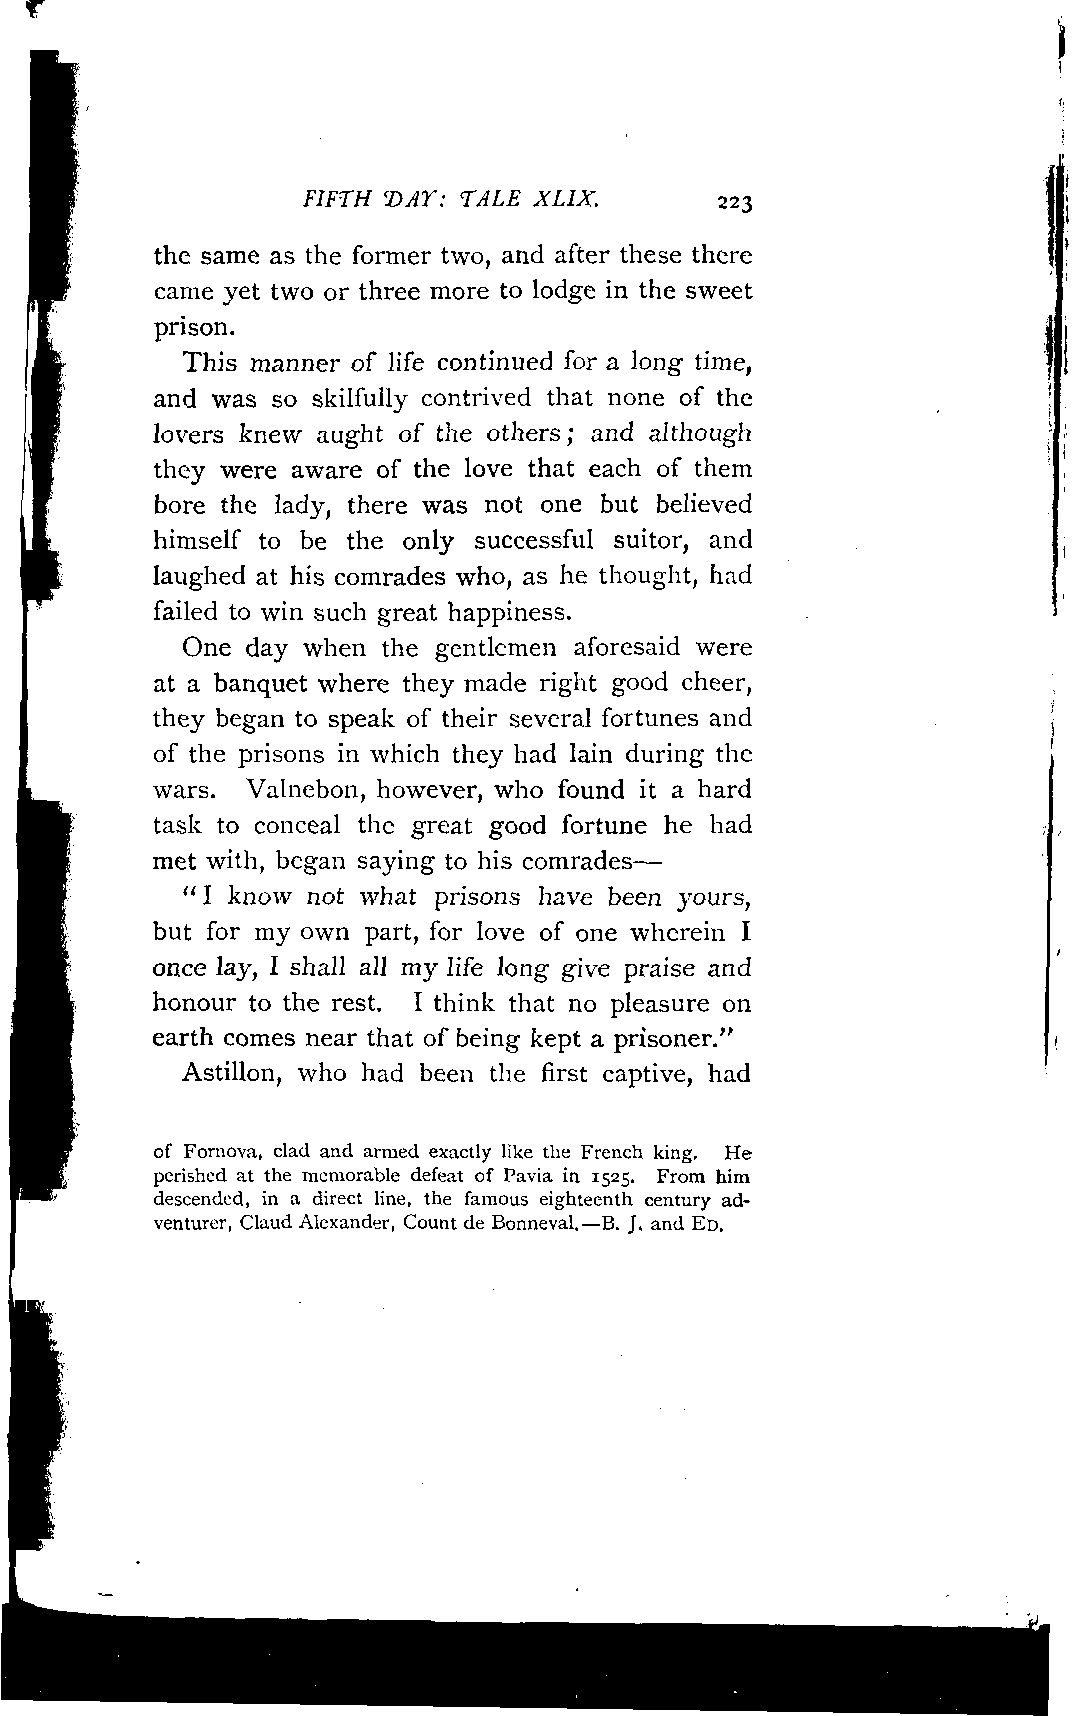 FIFTH DAY: TALE XLIX. 223
the same as the former two, and after these there
came yet two or three more to lodge in the sweet
prison.
This manner of life continued for a long time,
and was so skilfully contrived that none of the
lovers knew aught of the others; and although
they were aware of the love that each of them
bore the lady, there was not one but believed
himself to be the only successful suitor, and
laughed at his comrades who, as he thought, had
failed to win such great happiness.
One day when the gentlemen aforesaid were
at a banquet where they made right good cheer,
they began to speak of their several fortunes and
of the prisons in which they had lain during the
wars. Valnebon, however, who found it a hard
task to conceal the great good fortune he had
met with, began saying to his comrades—
"I know not what prisons have been yours,
but for my own part, for love of one wherein I
once lay, I shall all my life long give praise and
honour to the rest. I think that no pleasure on
earth comes near that of being kept a prisoner."
Astillon, who had been the first captive, had
of Fornova, clad and armed exactly like the French king. He
perished at the memorable defeat of Pavia in 1525. From him
descended, in a direct line, the famous eighteenth century ad-
venturer, Claud Alexander, Count de Bonneval.—B. J. and ED.